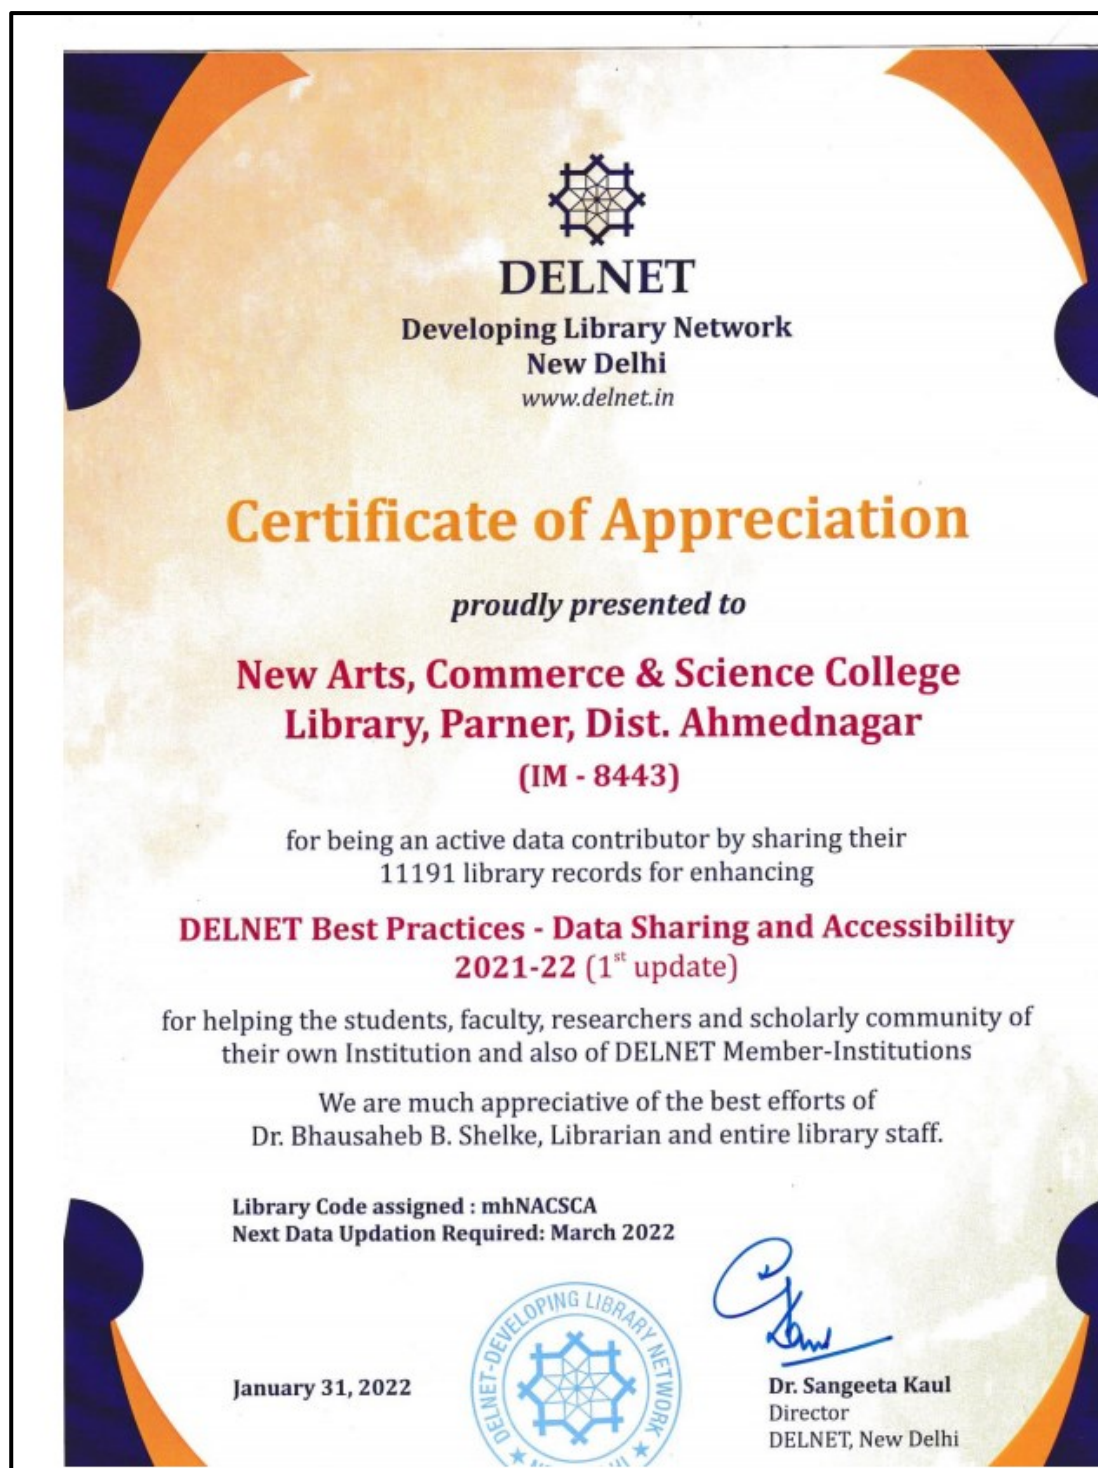 DELNET
Developing Library Network
New Delhi
www.delnet.in
Certificate of Appreciation
proudly presented to
New Arts, Commerce & Science College
Library, Parner, Dist. Ahmednagar
(IM - 8443)
for being an active data contributor by sharing their
11191 library records for enhancing
DELNET Best Practices - Data Sharing and Accessibility
2021-22 (1st update)
for helping the students, faculty, researchers and scholarly community of
their own Institution and also of DELNET Member-Institutions
We are much appreciative of the best efforts of
Dr. Bhausaheb B. Shelke, Librarian and entire library staff.
Library Code assigned : mhNACSCA
Next Data Updation Required: March 2022
DELNET-DEVELOPING LIBRARY NETWORK
January 31, 2022
Dr. Sangeeta Kaul
Director
DELNET, New Delhi